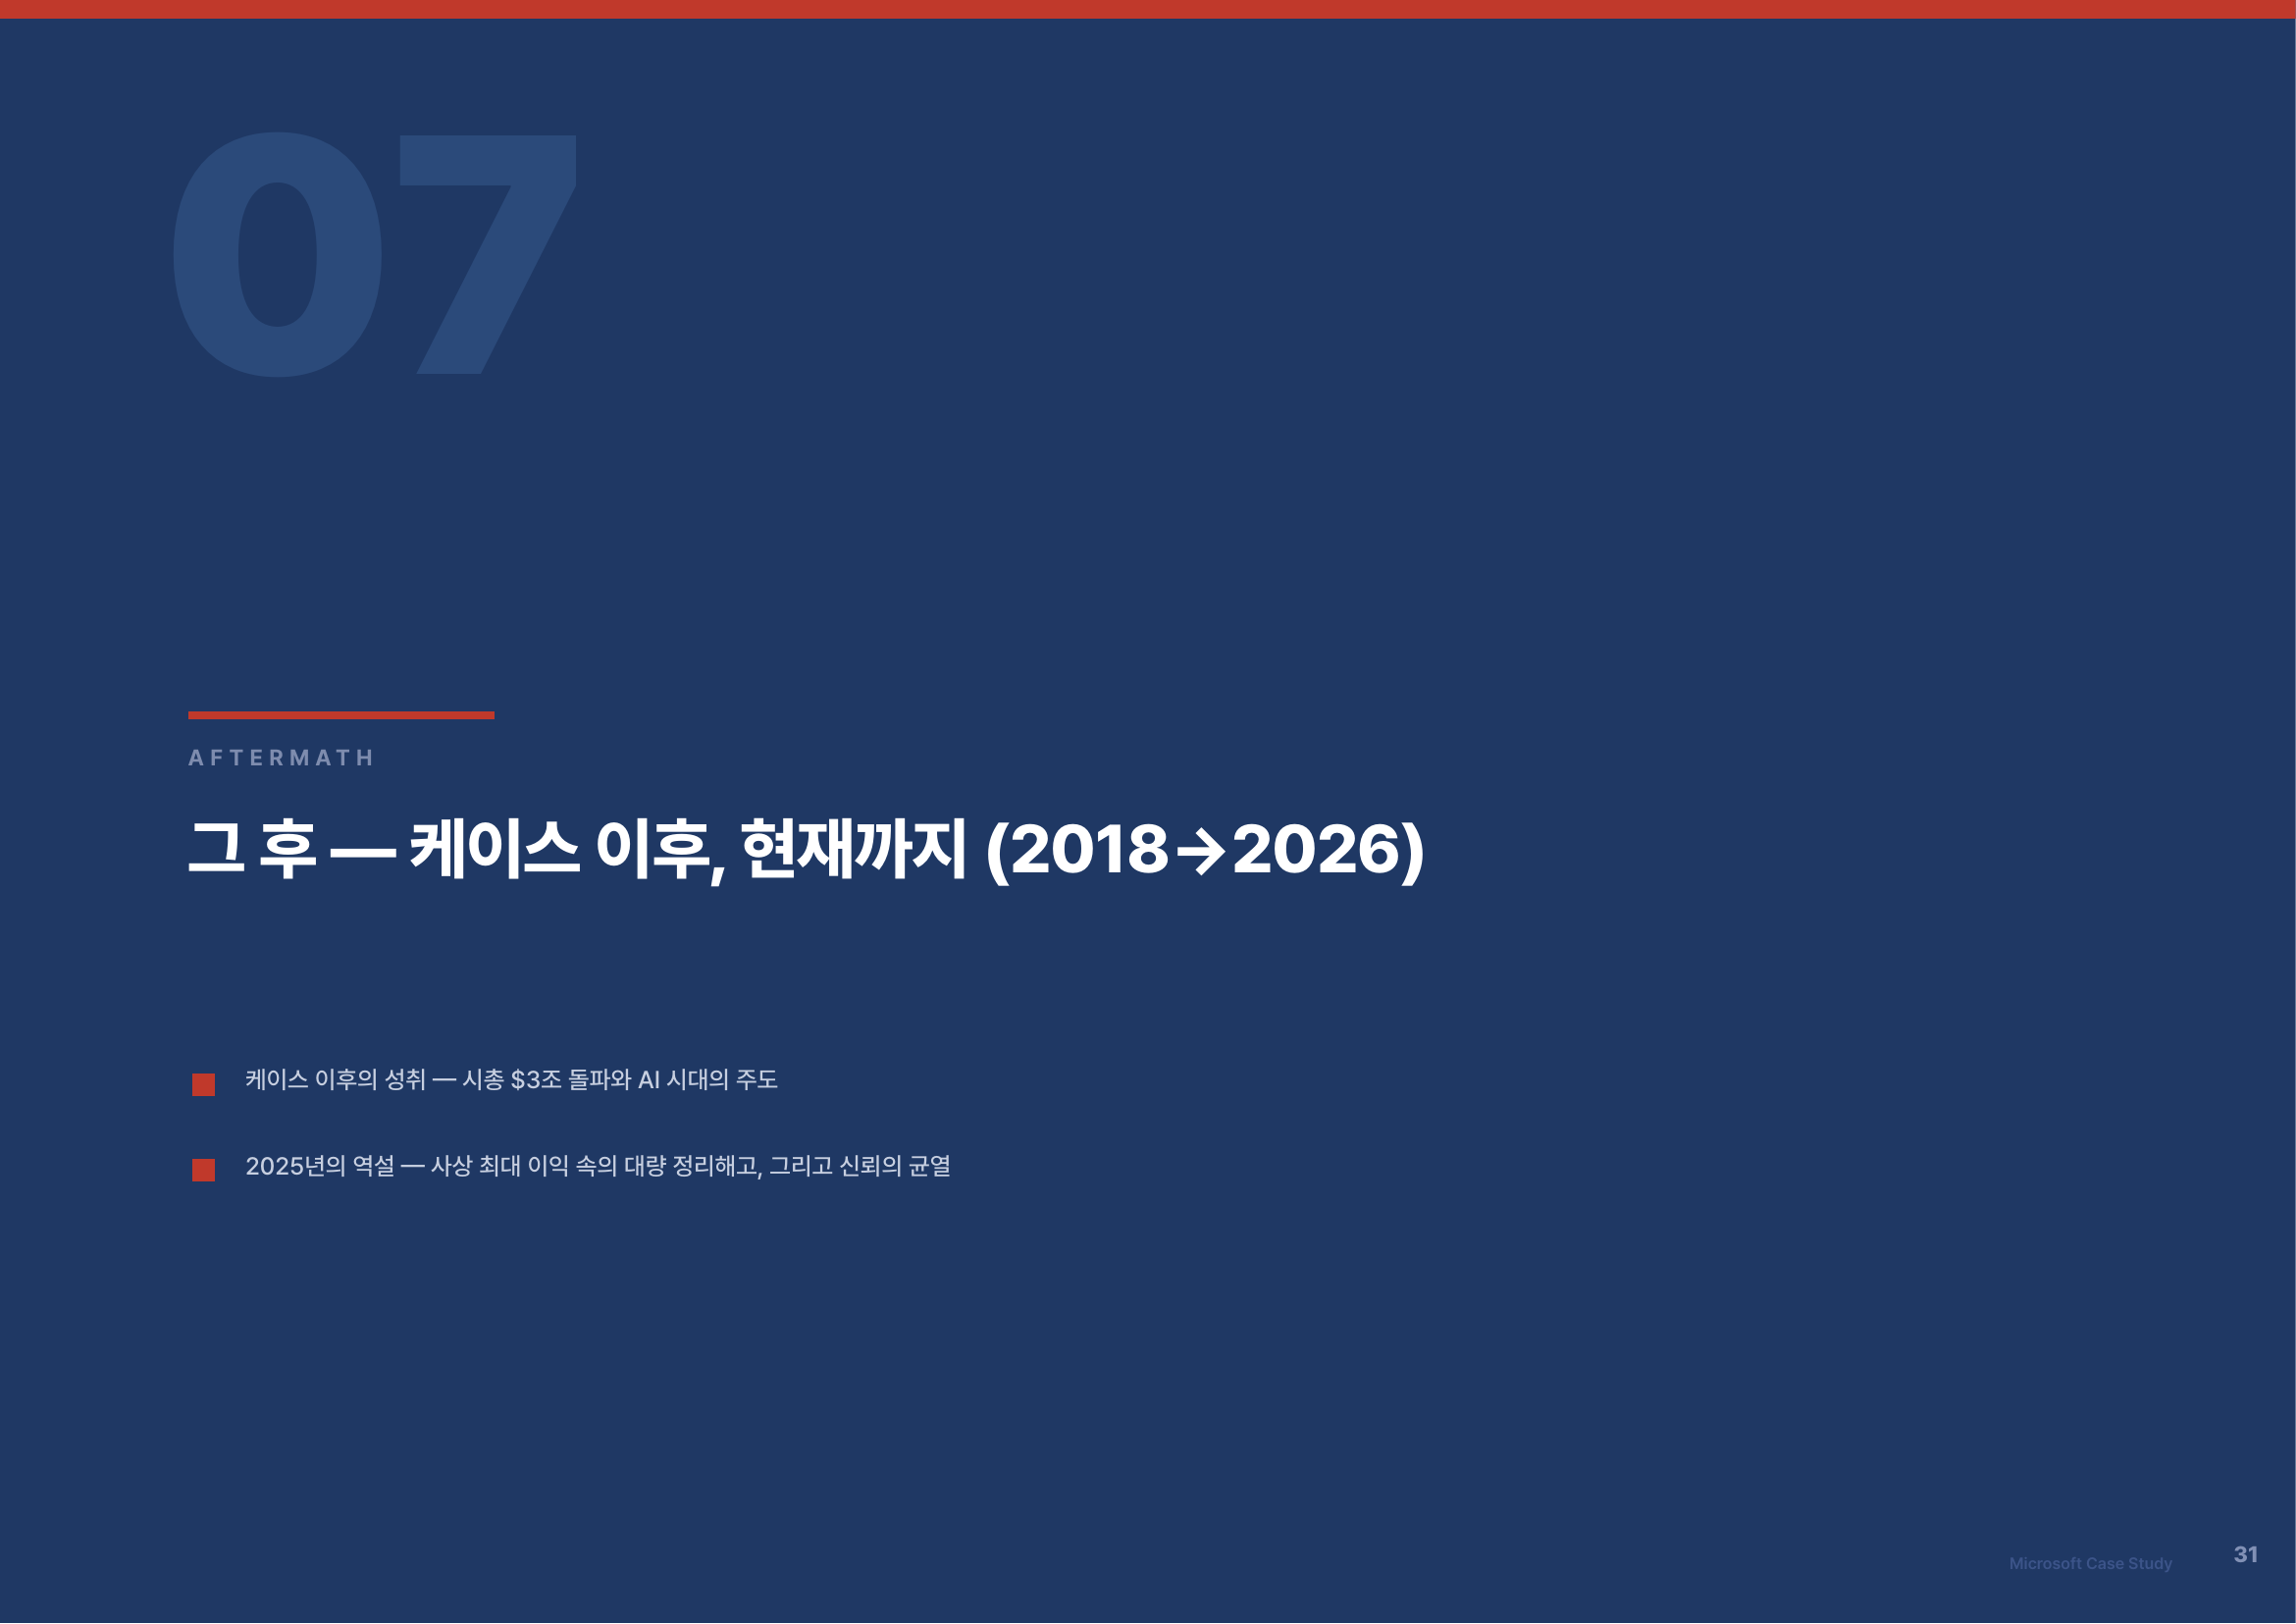 07
AFTERMATH
그 후 — 케이스 이후, 현재까지 (2018→2026)
케이스 이후의 성취 — 시총 $3조 돌파와 AI 시대의 주도
2025년의 역설 — 사상 최대 이익 속의 대량 정리해고, 그리고 신뢰의 균열
Microsoft Case Study
31